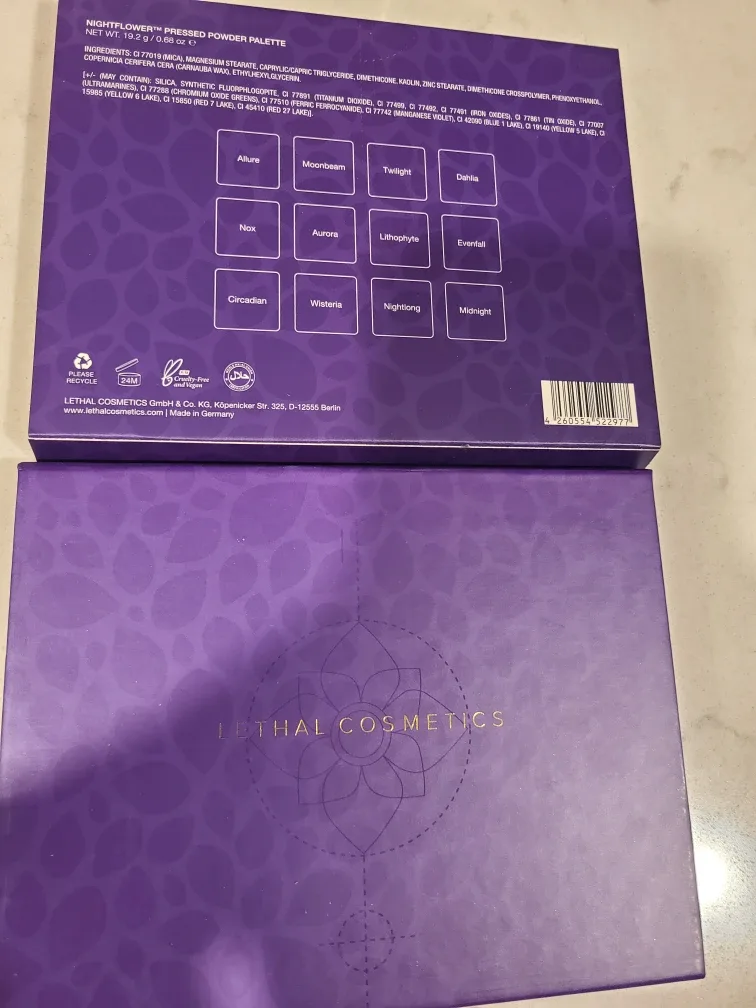 NIGHTFLOWER™ PRESSED POWDER PALETTE
NET WT. 19.2 g / 0.68 oz ℮
INGREDIENTS: CI 77019 (MICA), MAGNESIUM STEARATE, CAPRYLIC/CAPRIC TRIGLYCERIDE, DIMETHICONE, KAOLIN, ZINC STEARATE, DIMETHICONE CROSSPOLYMER, PHENOXYETHANOL,
COPERNICIA CERIFERA CERA (CARNAUBA WAX), ETHYLHEXYLGLYCERIN.
[+/- (MAY CONTAIN): SILICA, SYNTHETIC FLUORPHLOGOPITE, CI 77891 (TITANIUM DIOXIDE), CI 77499, CI 77492, CI 77491 (IRON OXIDES), CI 77861 (TIN OXIDE), CI 77007
(ULTRAMARINES), CI 77288 (CHROMIUM OXIDE GREENS), CI 77510 (FERRIC FERROCYANIDE), CI 77742 (MANGANESE VIOLET), CI 42090 (BLUE 1 LAKE), CI 19140 (YELLOW 5 LAKE), CI
15985 (YELLOW 6 LAKE), CI 15850 (RED 7 LAKE), CI 45410 (RED 27 LAKE)].
Allure Moonbeam Twilight Dahlia
Nox Aurora Lithophyte Evenfall
Circadian Wisteria Nightlong Midnight
PLEASE
RECYCLE
24M
Cruelty-Free
and Vegan
حلال
LETHAL COSMETICS GmbH & Co. KG, Köpenicker Str. 325, D-12555 Berlin
www.lethalcosmetics.com | Made in Germany
4 260554 522977
LETHAL COSMETICS